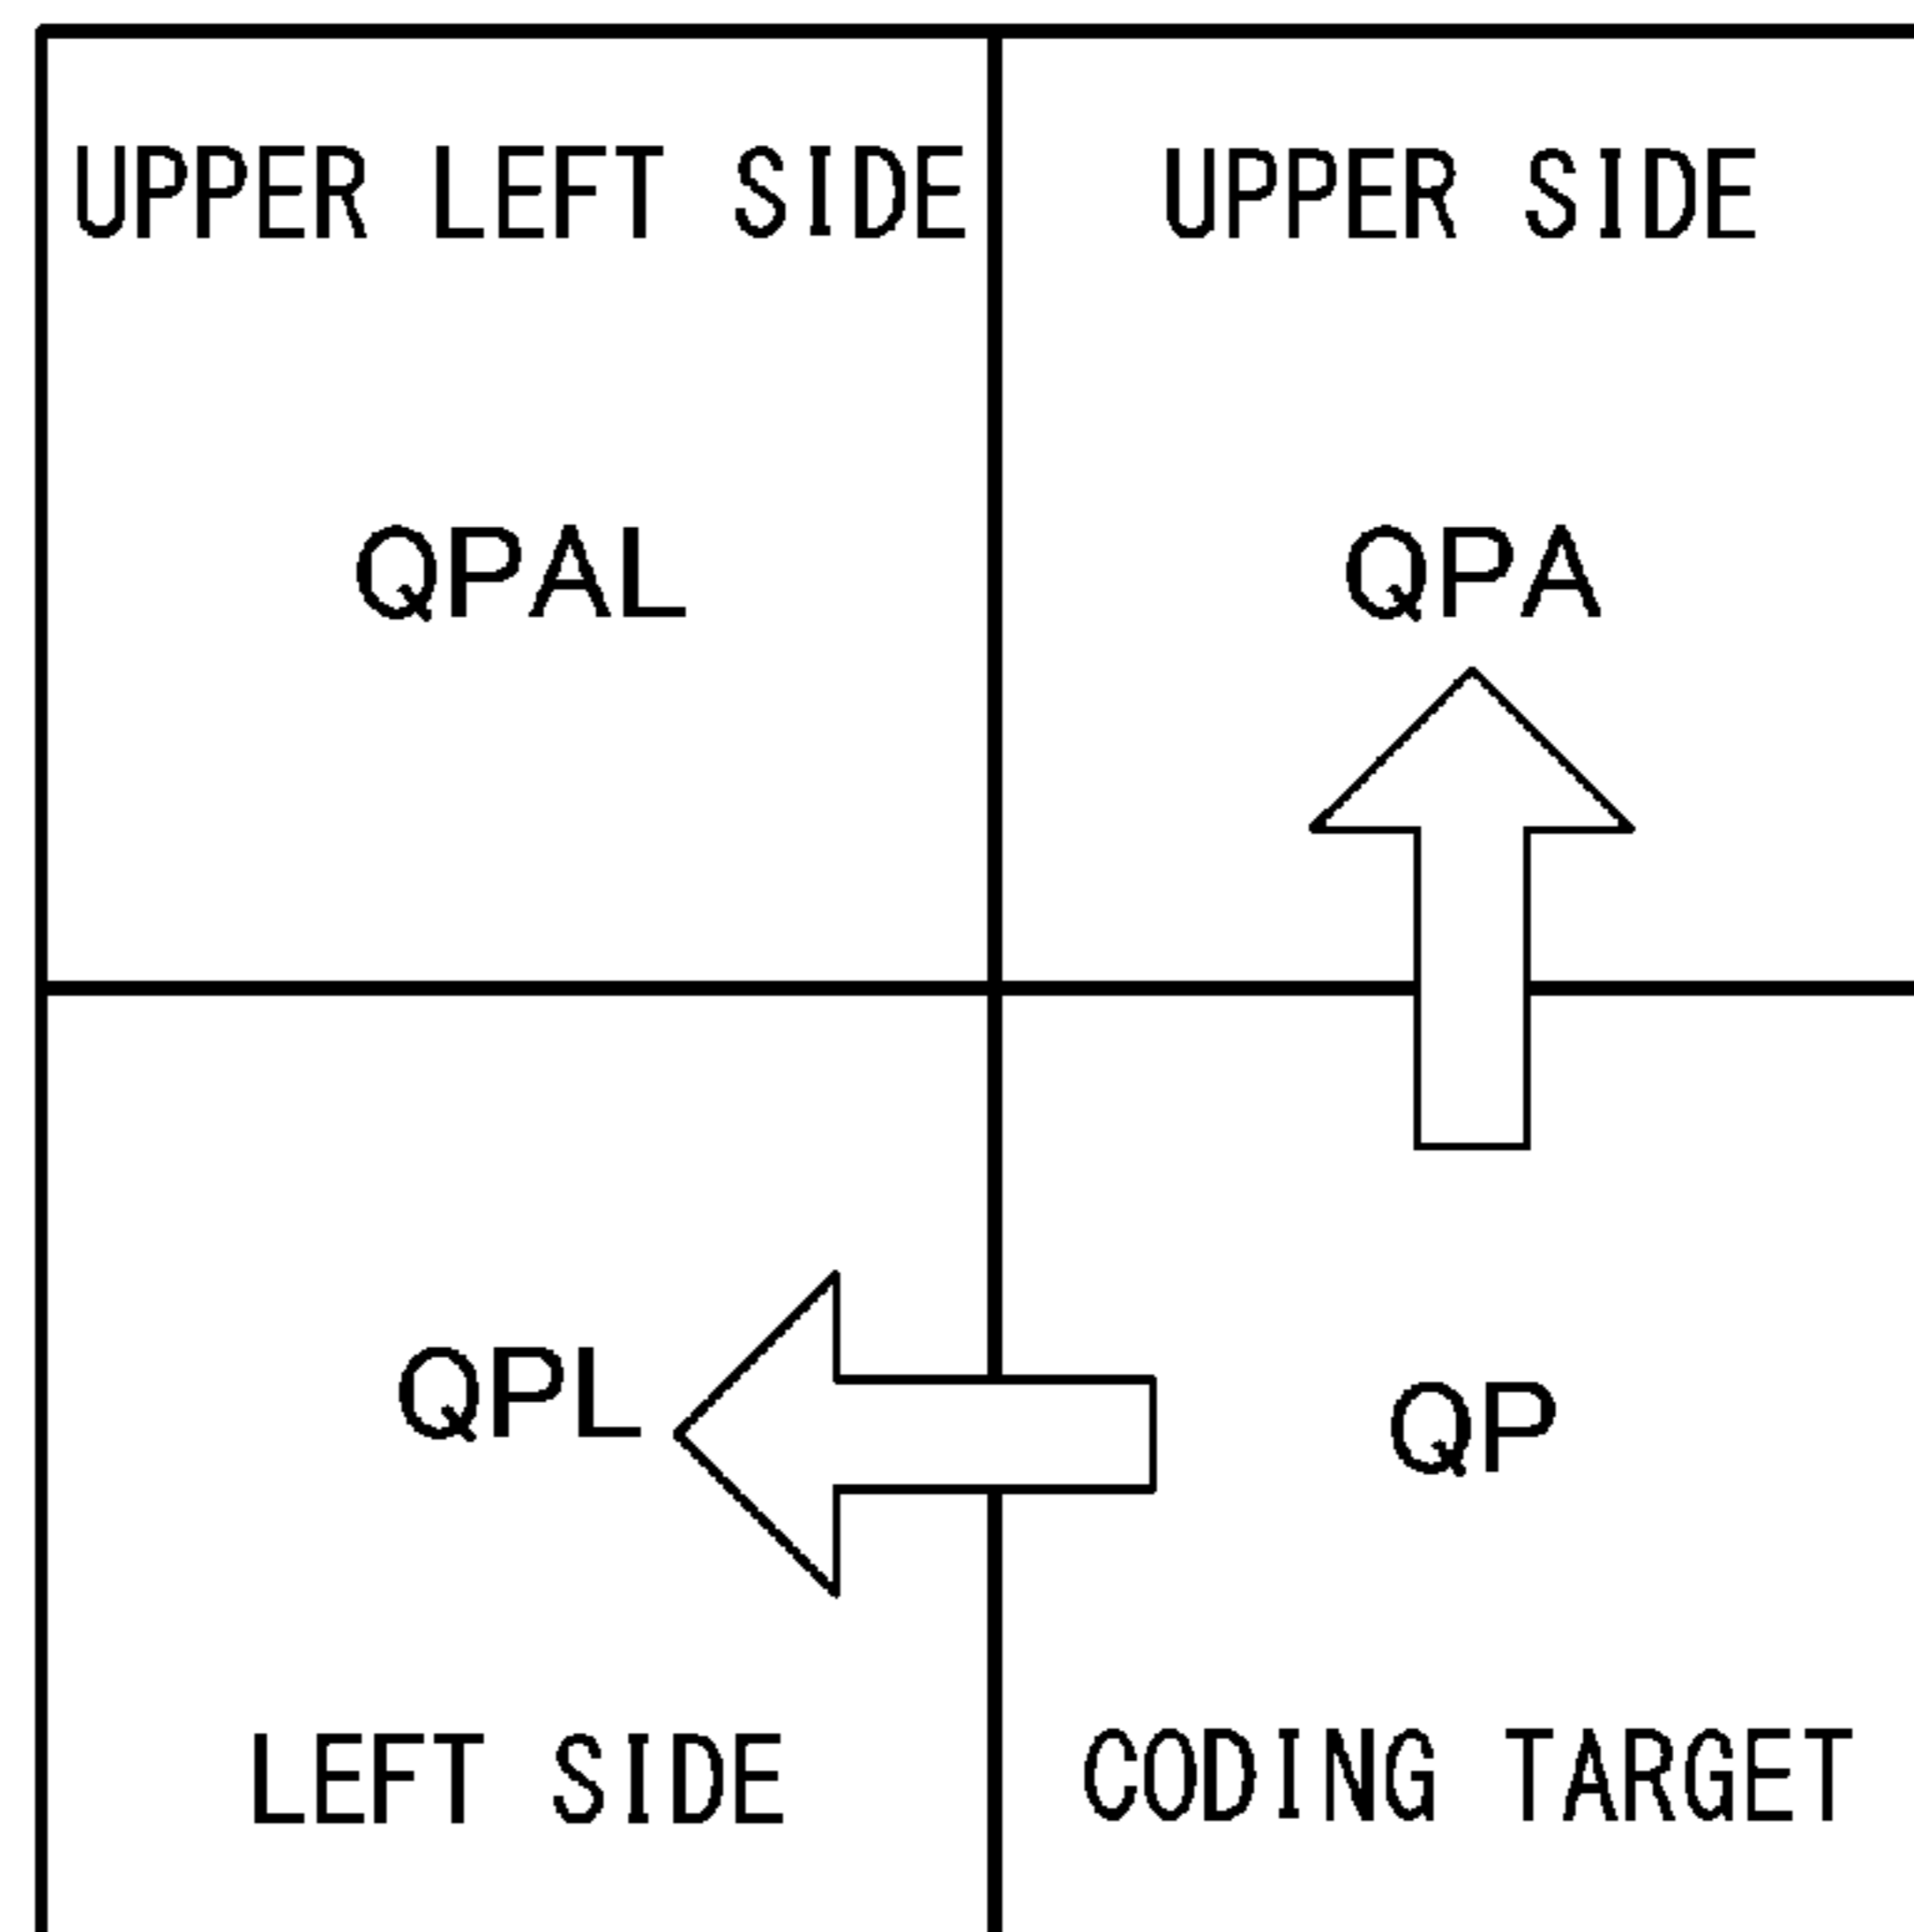 UPPER LEFT SIDE
UPPER SIDE
QPAL
QPA
QPL
QP
LEFT SIDE
CODING TARGET